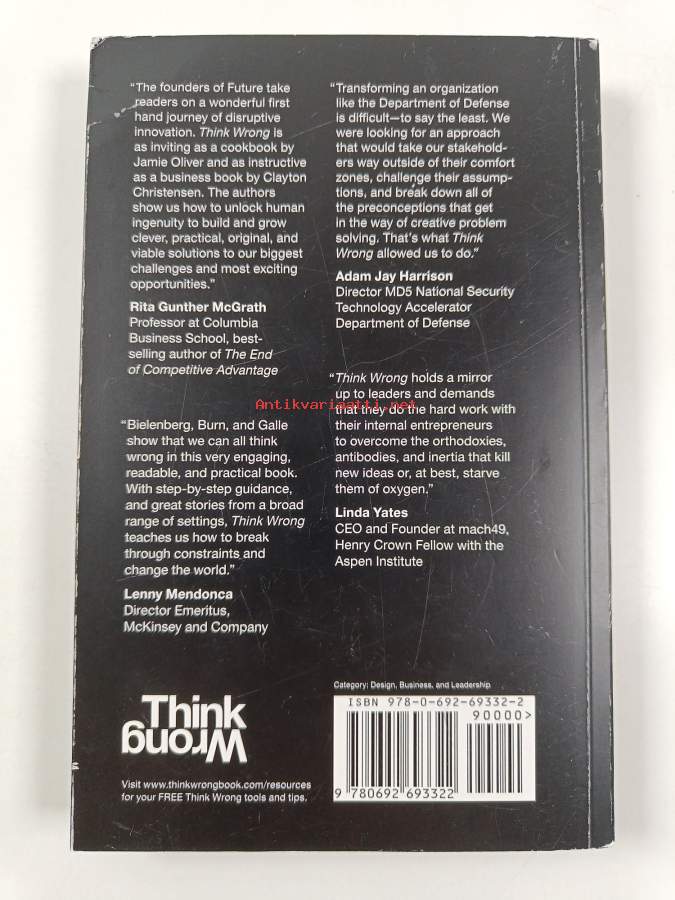 “The founders of Future take
readers on a wonderful first
hand journey of disruptive
innovation. Think Wrong is
as inviting as a cookbook by
Jamie Oliver and as instructive
as a business book by Clayton
Christensen. The authors
show us how to unlock human
ingenuity to build and grow
clever, practical, original, and
viable solutions to our biggest
challenges and most exciting
opportunities.”
Rita Gunther McGrath
Professor at Columbia
Business School, best-
selling author of The End
of Competitive Advantage
“Bielenberg, Burn, and Galle
show that we can all think
wrong in this very engaging,
readable, and practical book.
With step-by-step guidance,
and great stories from a broad
range of settings, Think Wrong
teaches us how to break
through constraints and
change the world.”
Lenny Mendonca
Director Emeritus,
McKinsey and Company
“Transforming an organization
like the Department of Defense
is difficult—to say the least. We
were looking for an approach
that would take our stakehold-
ers way outside of their comfort
zones, challenge their assump-
tions, and break down all of
the preconceptions that get
in the way of creative problem
solving. That’s what Think
Wrong allowed us to do.”
Adam Jay Harrison
Director MD5 National Security
Technology Accelerator
Department of Defense
“Think Wrong holds a mirror
up to leaders and demands
that they do the hard work with
their internal entrepreneurs
to overcome the orthodoxies,
antibodies, and inertia that kill
new ideas or, at best, starve
them of oxygen.”
Linda Yates
CEO and Founder at mach49,
Henry Crown Fellow with the
Aspen Institute
Antikvariaatti.net
Think
Wrong
Visit www.thinkwrongbook.com/resources
for your FREE Think Wrong tools and tips.
Category: Design, Business, and Leadership
ISBN 978-0-692-69332-2
90000>
9 780692 693322